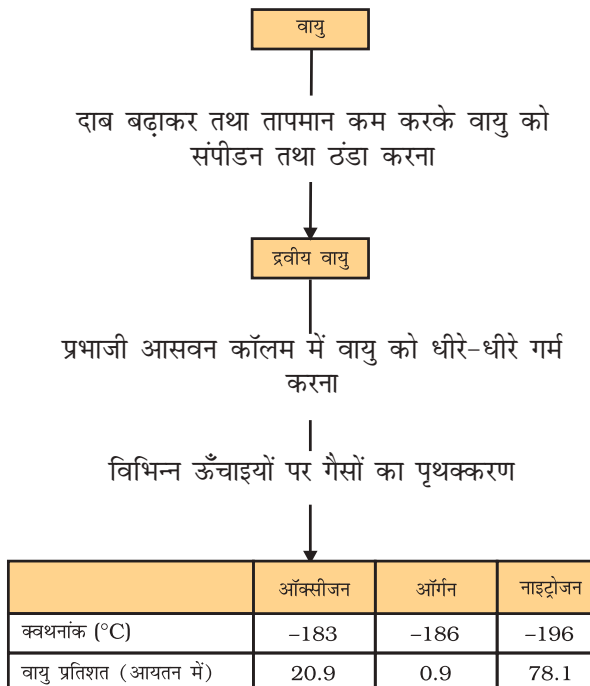 वायु
दाब बढ़ाकर तथा तापमान कम करके वायु को
संपीडन तथा ठंडा करना
द्रवीय वायु
प्रभाजी आसवन कॉलम में वायु को धीरे-धीरे गर्म
करना
विभिन्न ऊँचाइयों पर गैसों का पृथक्करण
ऑक्सीजन ऑर्गन नाइट्रोजन
क्वथनांक (°C) –183 –186 –196
वायु प्रतिशत (आयतन में) 20.9 0.9 78.1